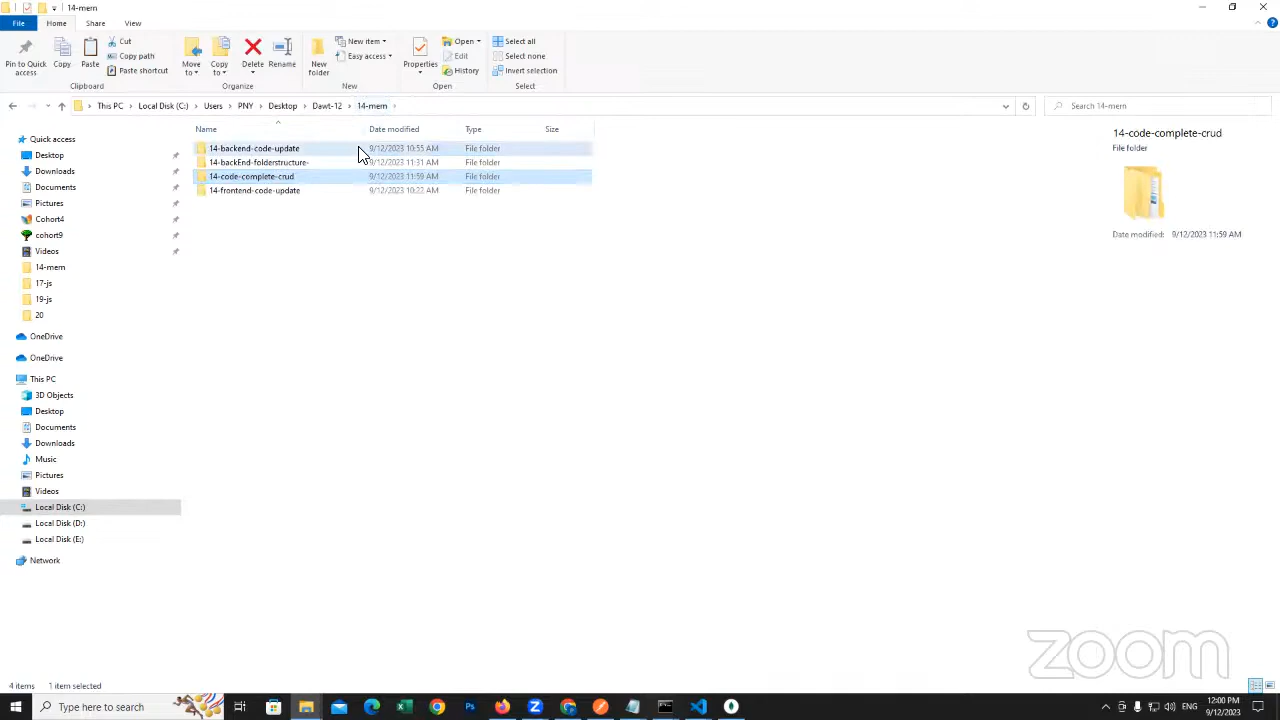 14-mem
File
Home
Share
View
Pin to Quick access
Copy
Paste
Cut
Copy path
Paste shortcut
Clipboard
Move to
Copy to
Delete
Rename
Organize
New folder
New item
Easy access
New
Properties
Open
Edit
History
Open
Select all
Select none
Invert selection
Select
This PC > Local Disk (C:) > Users > PNY > Desktop > Dawt-12 > 14-mem >
Search 14-mem
Name Date modified Type Size
14-backend-code-update 9/12/2023 10:55 AM File folder
14-backEnd-folderstructure- 9/12/2023 11:31 AM File folder
14-code-complete-crud 9/12/2023 11:59 AM File folder
14-frontend-code-update 9/12/2023 10:22 AM File folder
Quick access
Desktop
Downloads
Documents
Pictures
Cohort4
cohort9
Videos
14-mem
17-js
19-js
20
OneDrive
OneDrive
This PC
3D Objects
Desktop
Documents
Downloads
Music
Pictures
Videos
Local Disk (C:)
Local Disk (D:)
Local Disk (E:)
Network
14-code-complete-crud
File folder
Date modified: 9/12/2023 11:59 AM
zoom
4 items 1 item selected
Type here to search
ENG
12:00 PM
9/12/2023